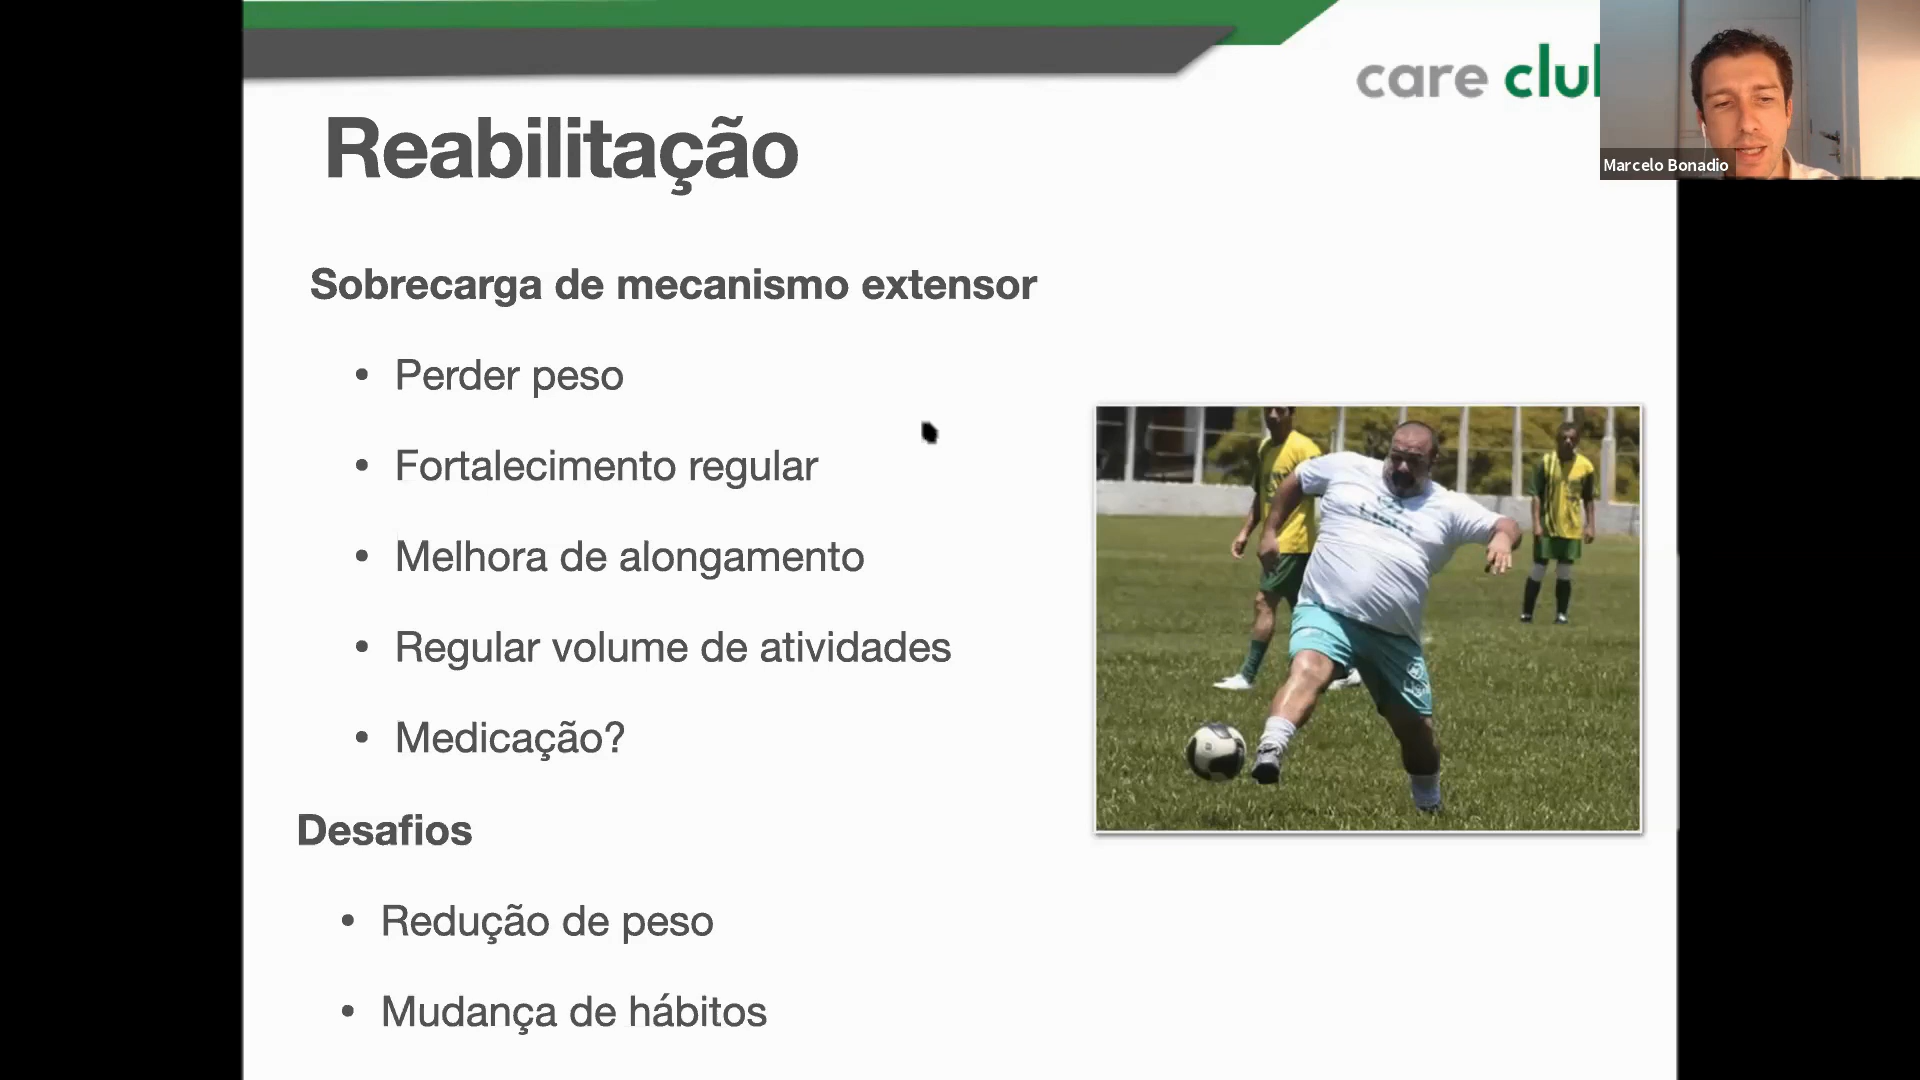 care clu
Marcelo Bonadio
Reabilitação
Sobrecarga de mecanismo extensor
• Perder peso
• Fortalecimento regular
• Melhora de alongamento
• Regular volume de atividades
• Medicação?
Desafios
• Redução de peso
• Mudança de hábitos